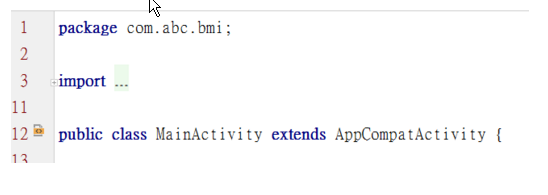 1 package com.abc.bmi;
2
3 import ...
11
12 public class MainActivity extends AppCompatActivity {
13